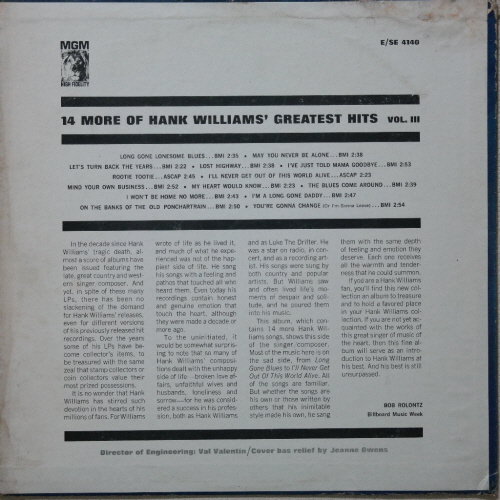 MGM
HIGH FIDELITY
E/SE 4140
14 MORE OF HANK WILLIAMS' GREATEST HITS VOL. III
LONG GONE LONESOME BLUES...BMI 2:35 • MAY YOU NEVER BE ALONE...BMI 2:38
LET'S TURN BACK THE YEARS...BMI 2:22 • LOST HIGHWAY...BMI 2:38 • I'VE JUST TOLD MAMA GOODBYE...BMI 2:53
ROOTIE TOOTIE...ASCAP 2:45 • I'LL NEVER GET OUT OF THIS WORLD ALIVE...ASCAP 2:23
MIND YOUR OWN BUSINESS...BMI 2:52 • MY HEART WOULD KNOW...BMI 2:23 • THE BLUES COME AROUND...BMI 2:39
I WON'T BE HOME NO MORE...BMI 2:43 • I'M A LONG GONE DADDY...BMI 2:47
ON THE BANKS OF THE OLD PONCHARTRAIN...BMI 2:50 • YOU'RE GONNA CHANGE (Or I'm Gonna Leave)...BMI 2:54
In the decade since Hank
Williams' tragic death, al-
most a score of albums have
been issued featuring the
late, great country and west-
ern singer composer. And
yet, in spite of these many
LPs, there has been no
slackening of the demand
for Hank Williams' releases,
even for different versions
of his previously released hit
recordings. Over the years
some of his LPs have be-
come collector's items, to
be treasured with the same
zeal that stamp collectors or
coin collectors value their
most prized possessions.
It is no wonder that Hank
Williams has stirred such
devotion in the hearts of his
millions of fans. For Williams
wrote of life as he lived it,
and much of what he expe-
rienced was not of the hap-
piest side of life. He sang
his songs with a feeling and
pathos that touched all who
heard them. Even today his
recordings contain honest
and genuine emotion that
touch the heart, although
they were made a decade or
more ago.
To the uninitiated, it
would be somewhat surpris-
ing to note that so many of
Hank Williams' composi-
tions dealt with the unhappy
side of life—broken love af-
fairs, unfaithful wives and
husbands, loneliness and
sorrow—for he was consid-
ered a success in his profes-
sion, both as Hank Williams
and as Luke The Drifter. He
was a star on radio, in con-
cert, and as a recording art-
ist. His songs were sung by
both country and popular
artists. But Williams saw
and often lived life's mo-
ments of despair and soli-
tude, and he poured them
into his music.
This album, which con-
tains 14 more Hank Wil-
liams songs, shows this side
of the singer/composer.
Most of the music here is on
the sad side, from Long
Gone Blues to I'll Never Get
Out Of This World Alive. All
of the songs are familiar.
But whether the songs are
his own or those written by
others that his inimitable
style made his own, he sang
them with the same depth
of feeling and emotion they
deserve. Each one receives
all the warmth and tender-
ness that he could summon.
If you are a Hank Williams
fan, you'll find this new col-
lection an album to treasure
and to hold a favored place
in your Hank Williams col-
lection. If you are not yet ac-
quainted with the works of
this great singer of music of
the heart, then this fine al-
bum will serve as an intro-
duction to Hank Williams at
his best. And his best is still
unsurpassed.
BOB ROLONTZ
Billboard Music Week
Director of Engineering: Val Valentin/Cover bas relief by Jeanne Owens